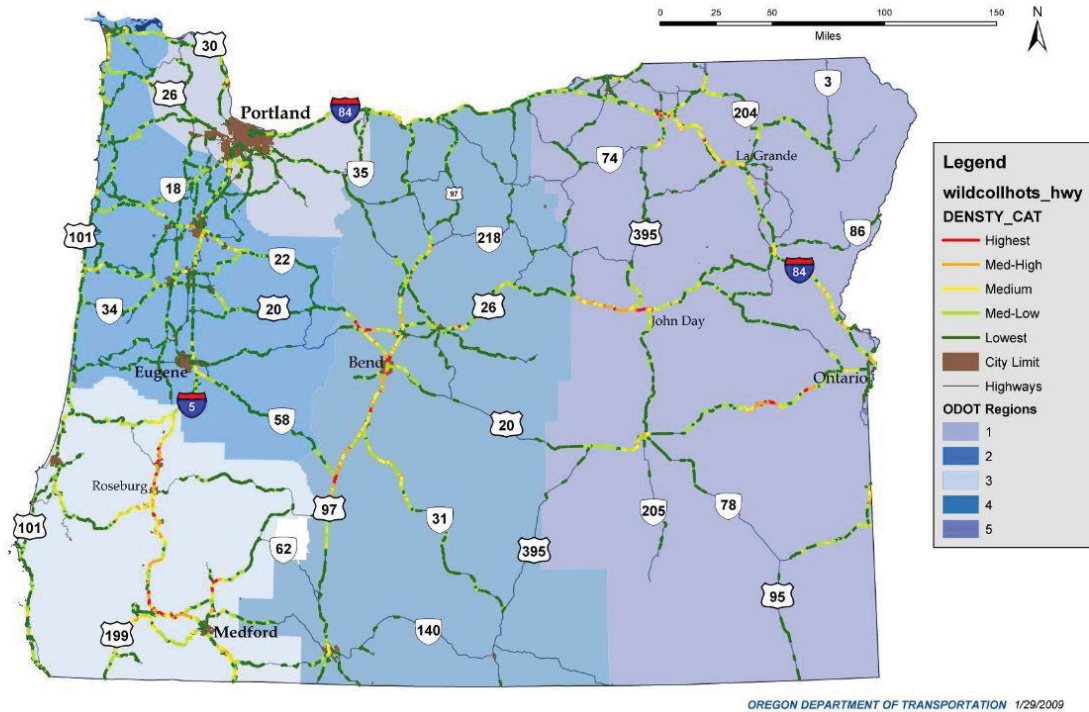 0 25 50 100 150
Miles
N
30
26
Portland
84
3
204
La Grande
74
35
97
18
101
218
395
86
22
84
34
20
26
John Day
Bend
Eugene
Ontario
5
58
20
Roseburg
97
31
205
78
101
62
395
95
199
Medford
140
Legend
wildcollhots_hwy
DENSTY_CAT
Highest
Med-High
Medium
Med-Low
Lowest
City Limit
Highways
ODOT Regions
1
2
3
4
5
OREGON DEPARTMENT OF TRANSPORTATION 1/29/2009